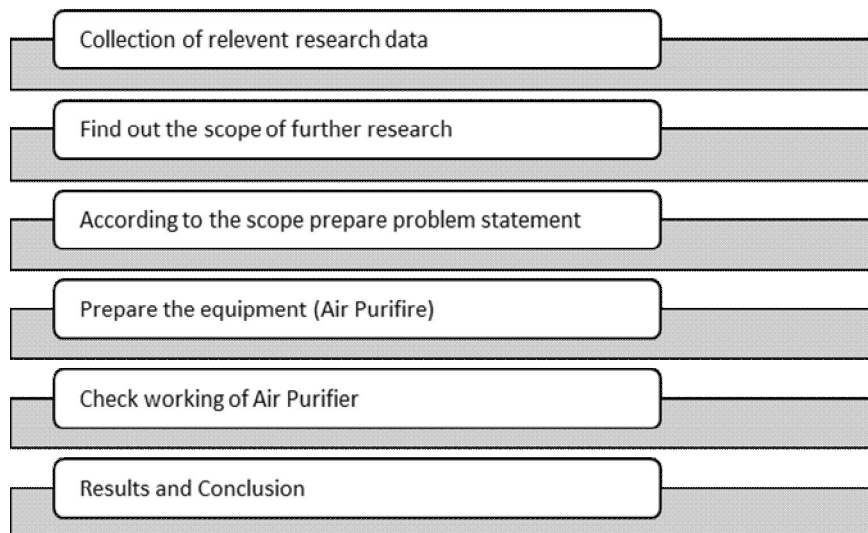 Collection of relevent research data
Find out the scope of further research
According to the scope prepare problem statement
Prepare the equipment (Air Purifire)
Check working of Air Purifier
Results and Conclusion